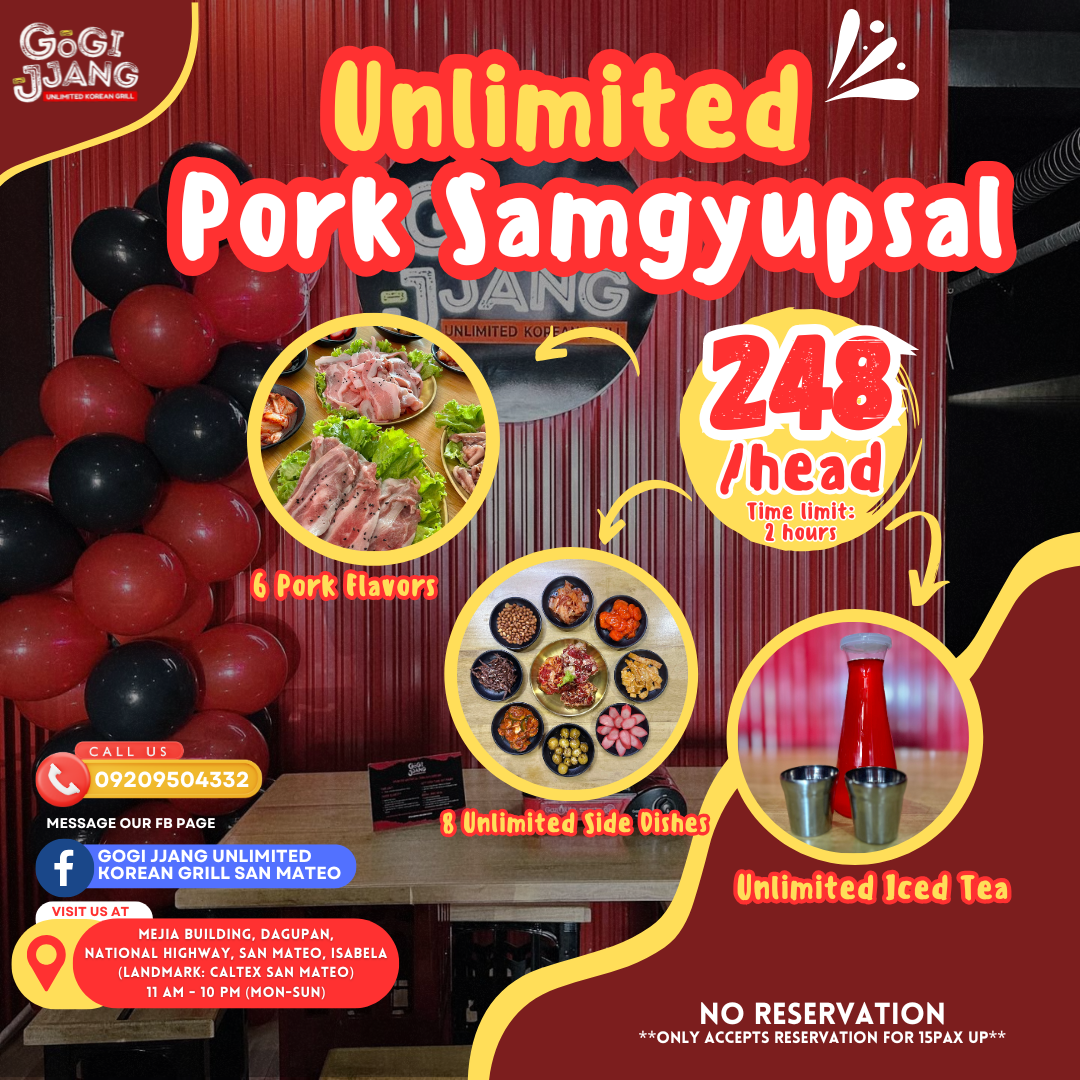 GOGI
JJANG
UNLIMITED KOREAN GRILL
Unlimited
Pork Samgyupsal
JJANG
UNLIMITED
248
/head
Time limit:
2 hours
6 Pork Flavors
8 Unlimited Side Dishes
Unlimited Iced Tea
CALL US
09209504332
MESSAGE OUR FB PAGE
GOGI JJANG UNLIMITED
KOREAN GRILL SAN MATEO
VISIT US AT
MEJIA BUILDING, DAGUPAN,
NATIONAL HIGHWAY, SAN MATEO, ISABELA
(LANDMARK: CALTEX SAN MATEO)
11 AM - 10 PM (MON-SUN)
GOGI
JJANG
NO RESERVATION
**ONLY ACCEPTS RESERVATION FOR 15PAX UP**